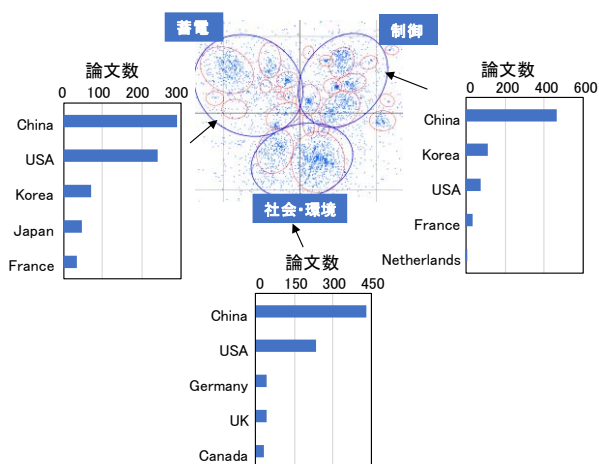 蓄電
制御
論文数
0 100 200 300
China
USA
Korea
Japan
France
論文数
0 200 400 600
China
Korea
USA
France
Netherlands
社会・環境
論文数
0 150 300 450
China
USA
Germany
UK
Canada